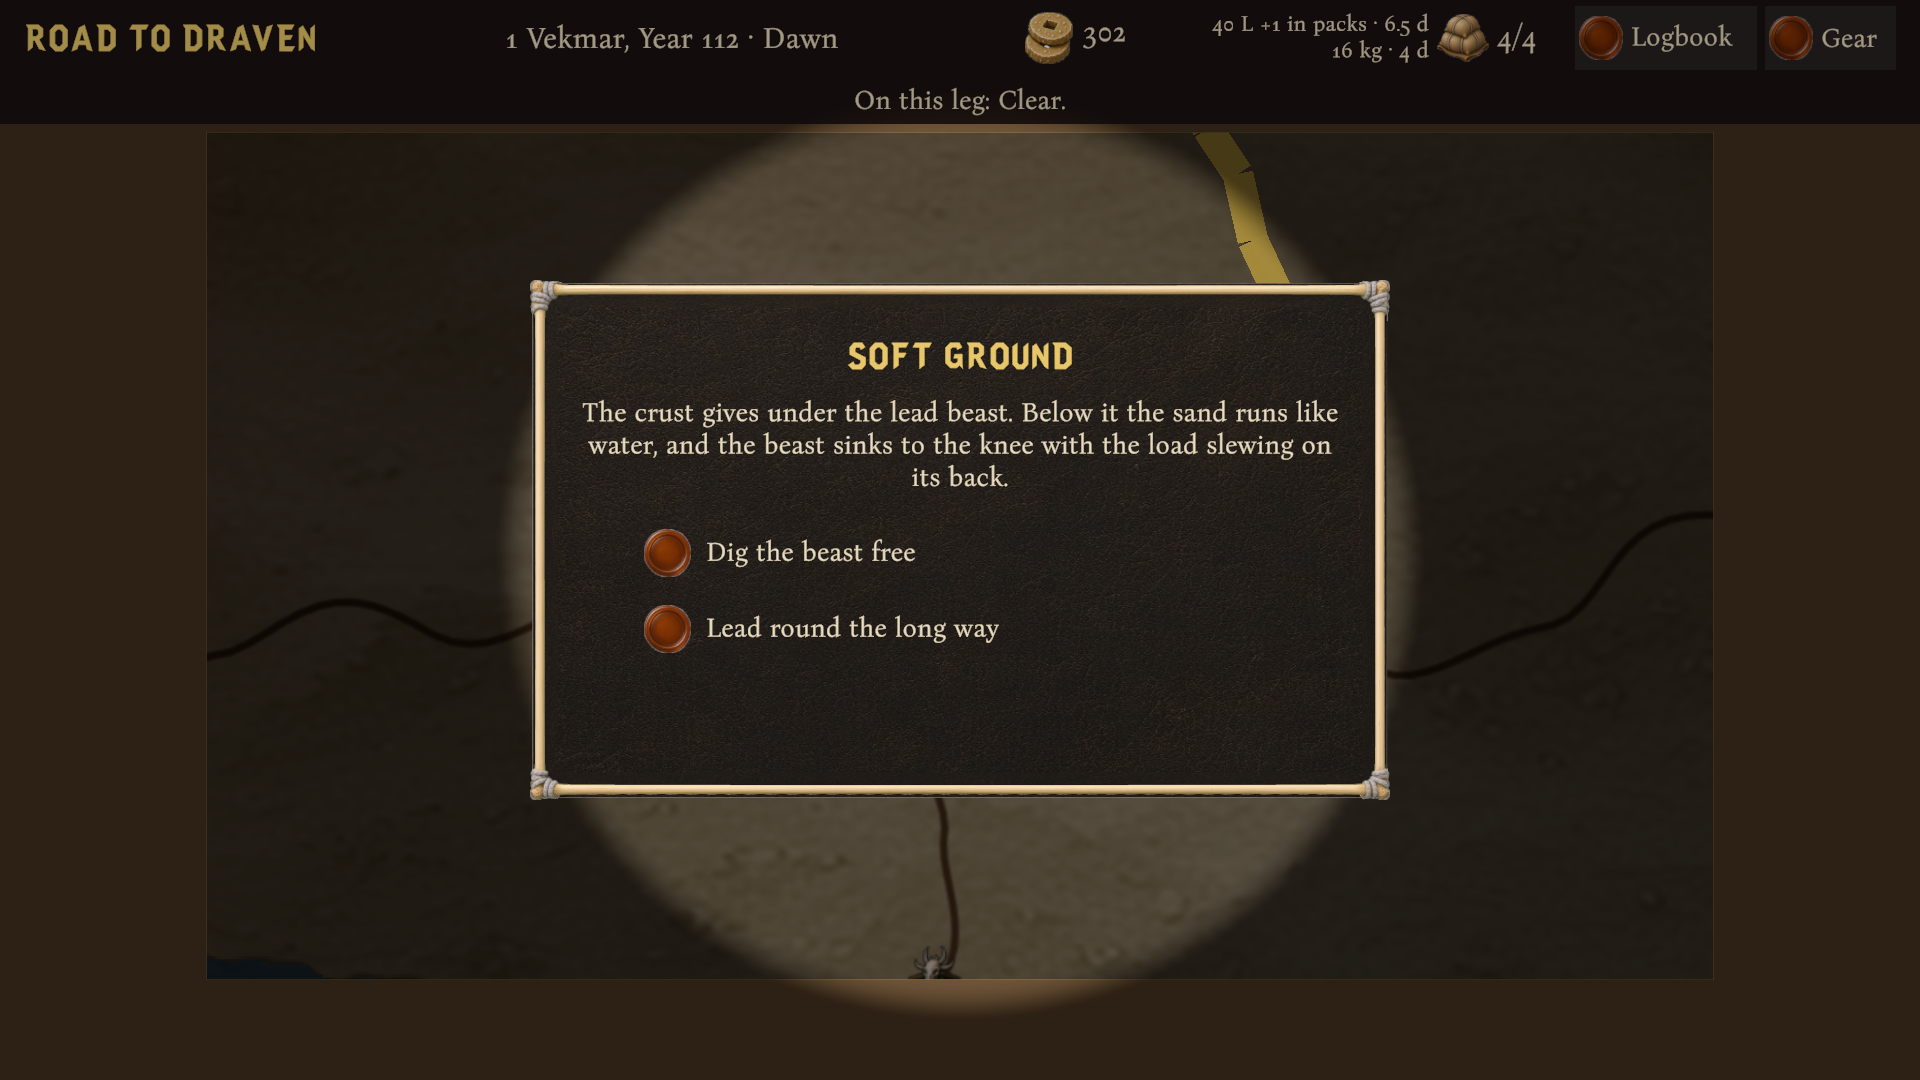 ROAD TO DRAVEN
1 Vekmar, Year 112 · Dawn
302
40 L +1 in packs · 6.5 d
16 kg · 4 d
4/4
Logbook
Gear
On this leg: Clear.
SOFT GROUND
The crust gives under the lead beast. Below it the sand runs like
water, and the beast sinks to the knee with the load slewing on
its back.
Dig the beast free
Lead round the long way